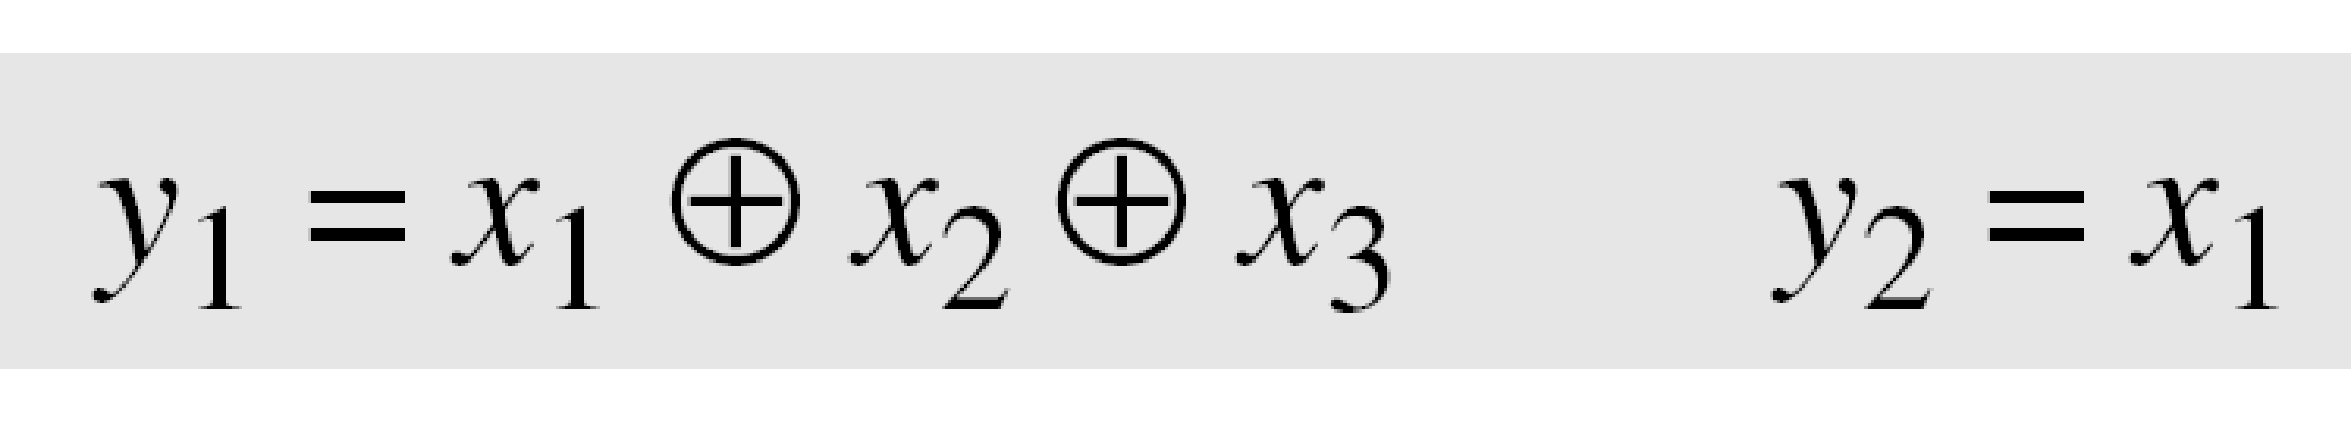 y₁ = x₁ ⊕ x₂ ⊕ x₃ y₂ = x₁